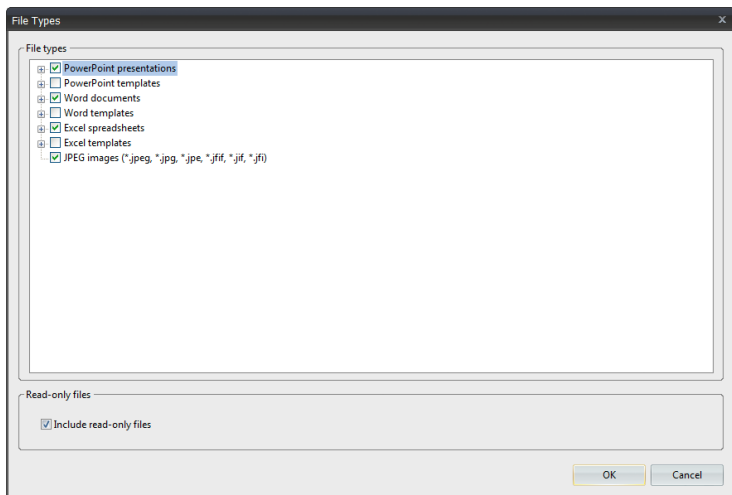 File Types x
File types
PowerPoint presentations
PowerPoint templates
Word documents
Word templates
Excel spreadsheets
Excel templates
JPEG images (*.jpeg, *.jpg, *.jpe, *.jfif, *.jif, *.jfi)
Read-only files
Include read-only files
OK Cancel